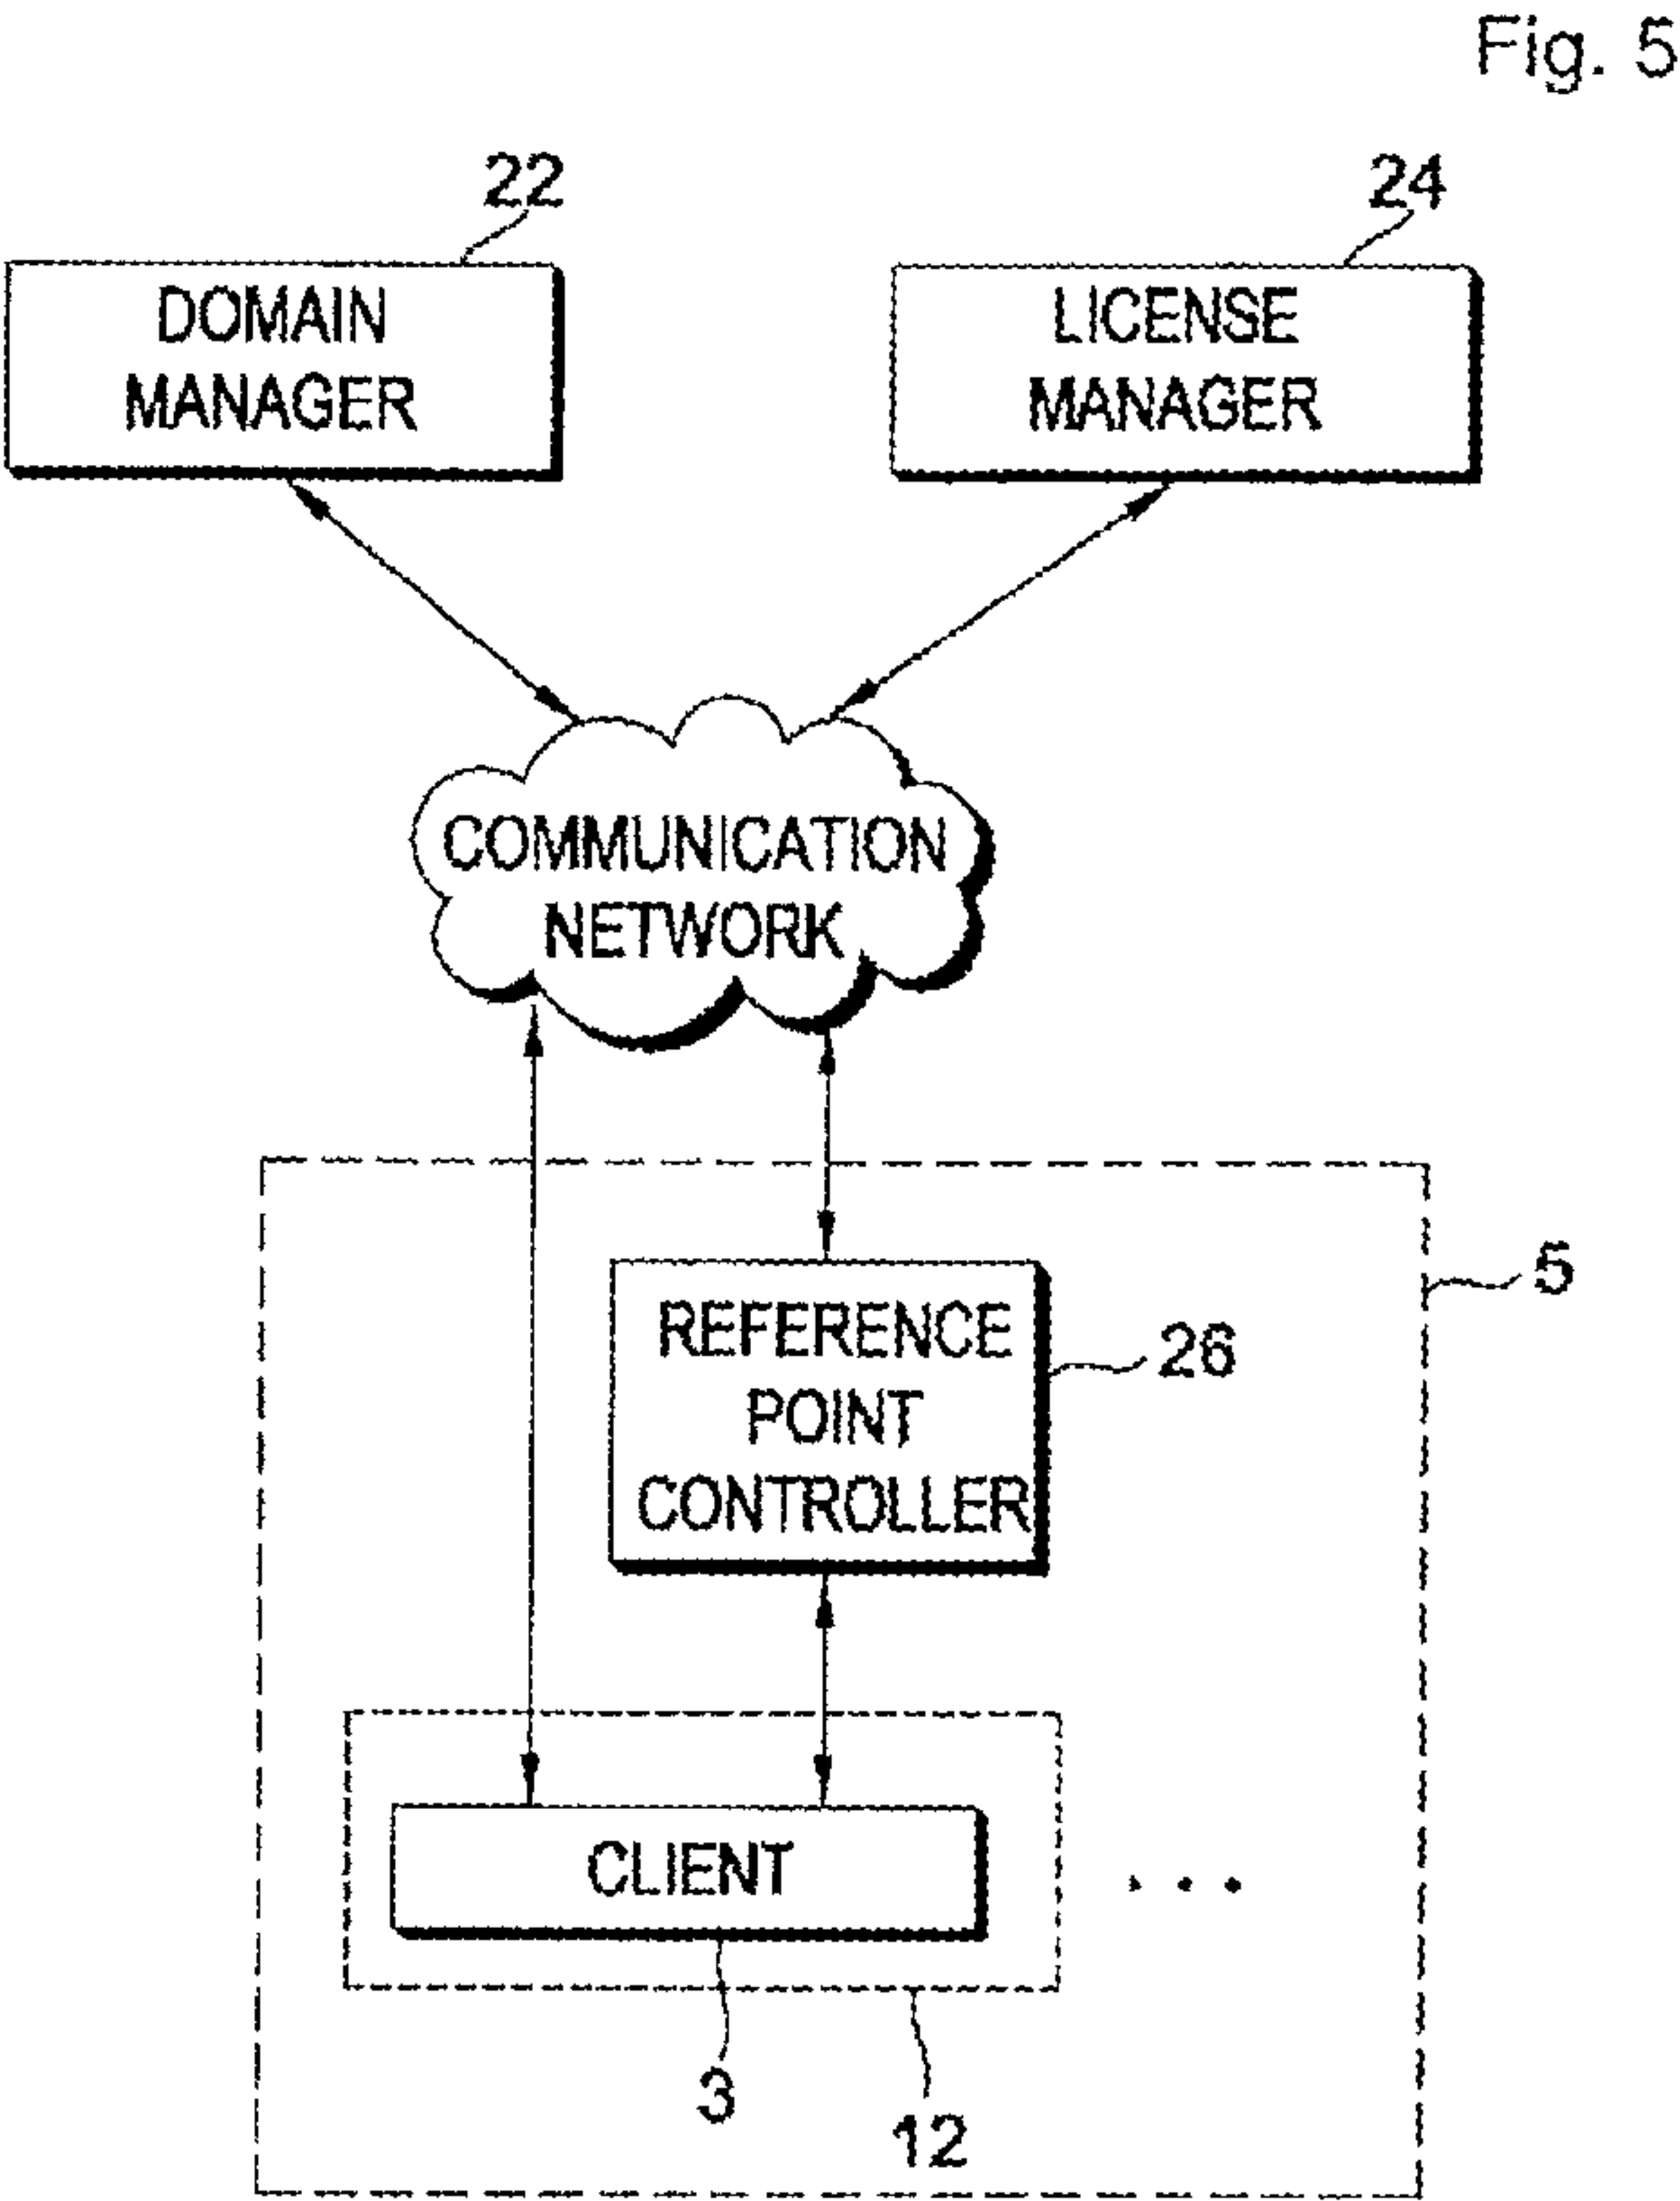 Fig. 5
22
24
DOMAIN
MANAGER
LICENSE
MANAGER
COMMUNICATION
NETWORK
5
REFERENCE
POINT
CONTROLLER
26
CLIENT
. . .
3
12